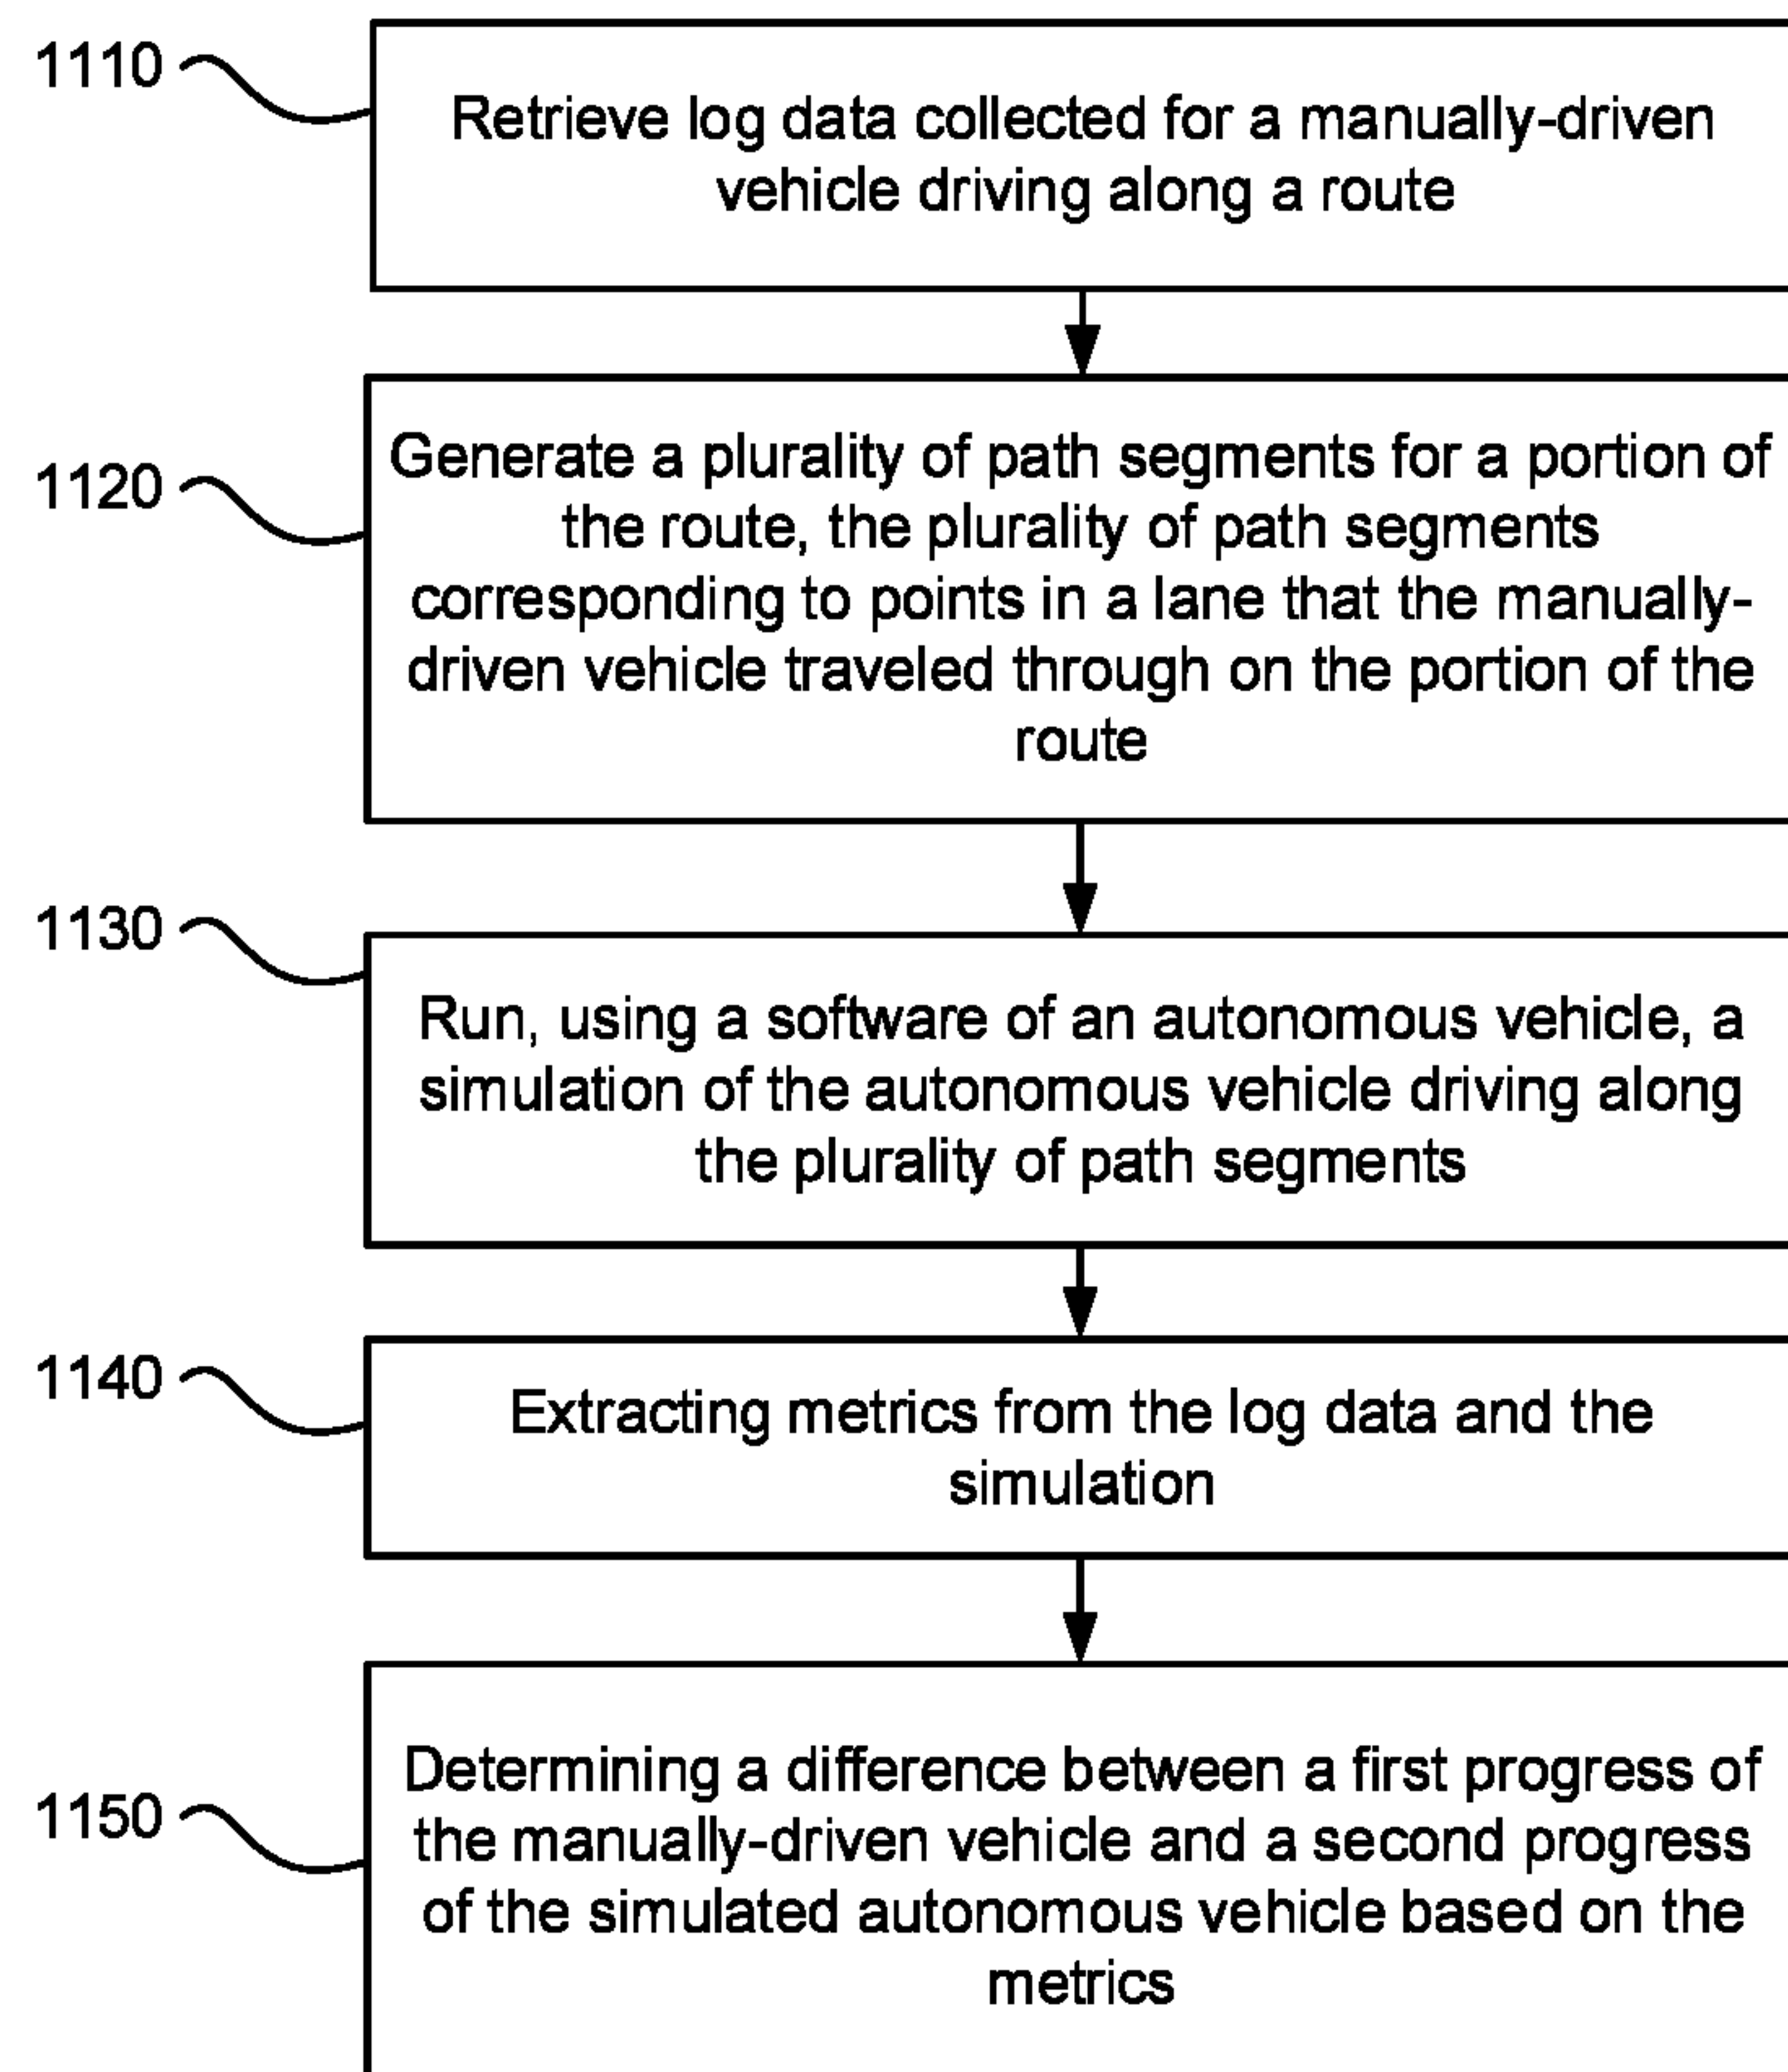 1110
Retrieve log data collected for a manually-driven
vehicle driving along a route
1120
Generate a plurality of path segments for a portion of
the route, the plurality of path segments
corresponding to points in a lane that the manually-
driven vehicle traveled through on the portion of the
route
1130
Run, using a software of an autonomous vehicle, a
simulation of the autonomous vehicle driving along
the plurality of path segments
1140
Extracting metrics from the log data and the
simulation
1150
Determining a difference between a first progress of
the manually-driven vehicle and a second progress
of the simulated autonomous vehicle based on the
metrics